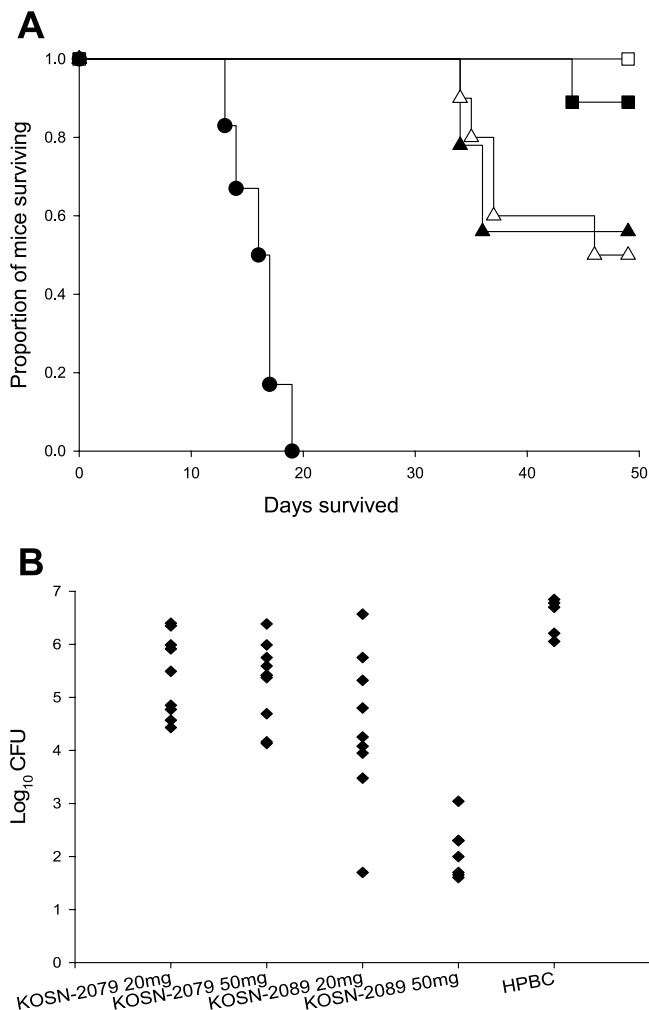 A
Proportion of mice surviving
1.0
0.8
0.6
0.4
0.2
0.0
0 10 20 30 40 50
Days survived
B
Log10 CFU
7
6
5
4
3
2
1
0
KOSN-2079 20mg
KOSN-2079 50mg
KOSN-2089 20mg
KOSN-2089 50mg
HPBC